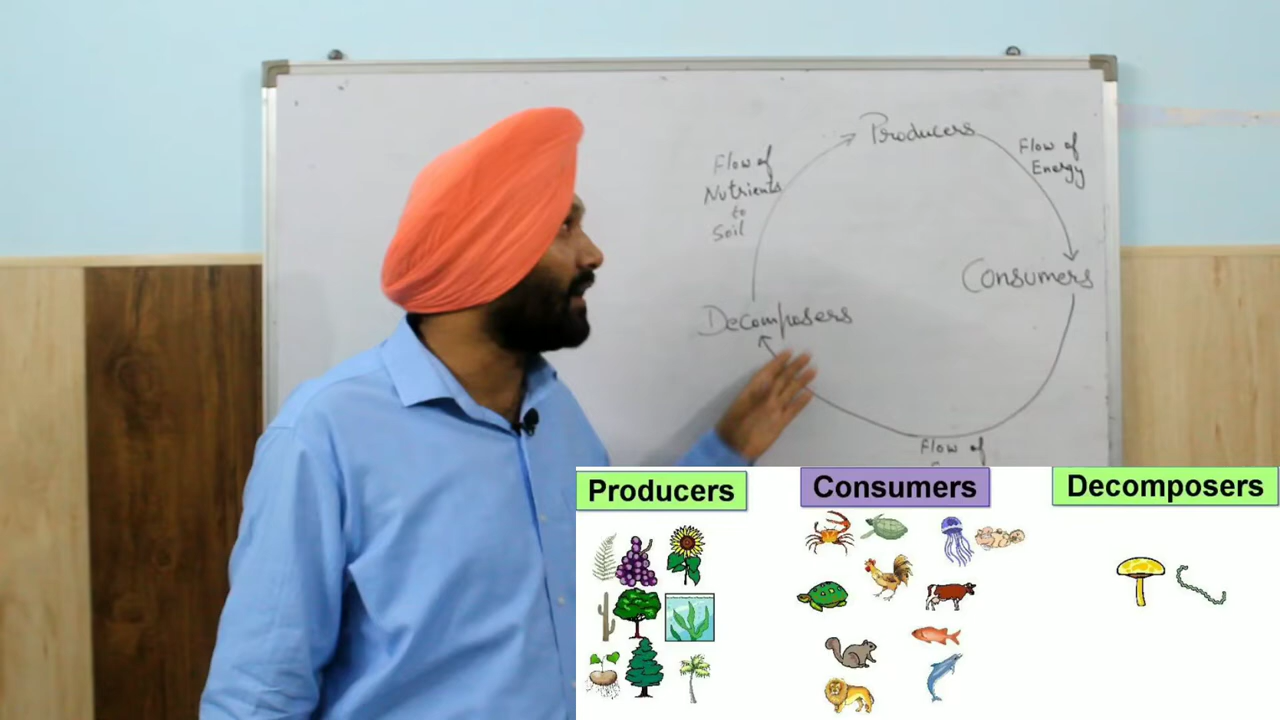 Producers
Flow of
Energy
Consumers
Flow of
Decomposers
Flow of
Nutrients
to
Soil
Producers
Consumers
Decomposers